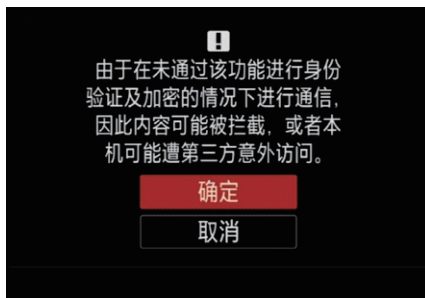 由于在未通过该功能进行身份
验证及加密的情况下进行通信，
因此内容可能被拦截，或者本
机可能遭第三方意外访问。
确定
取消